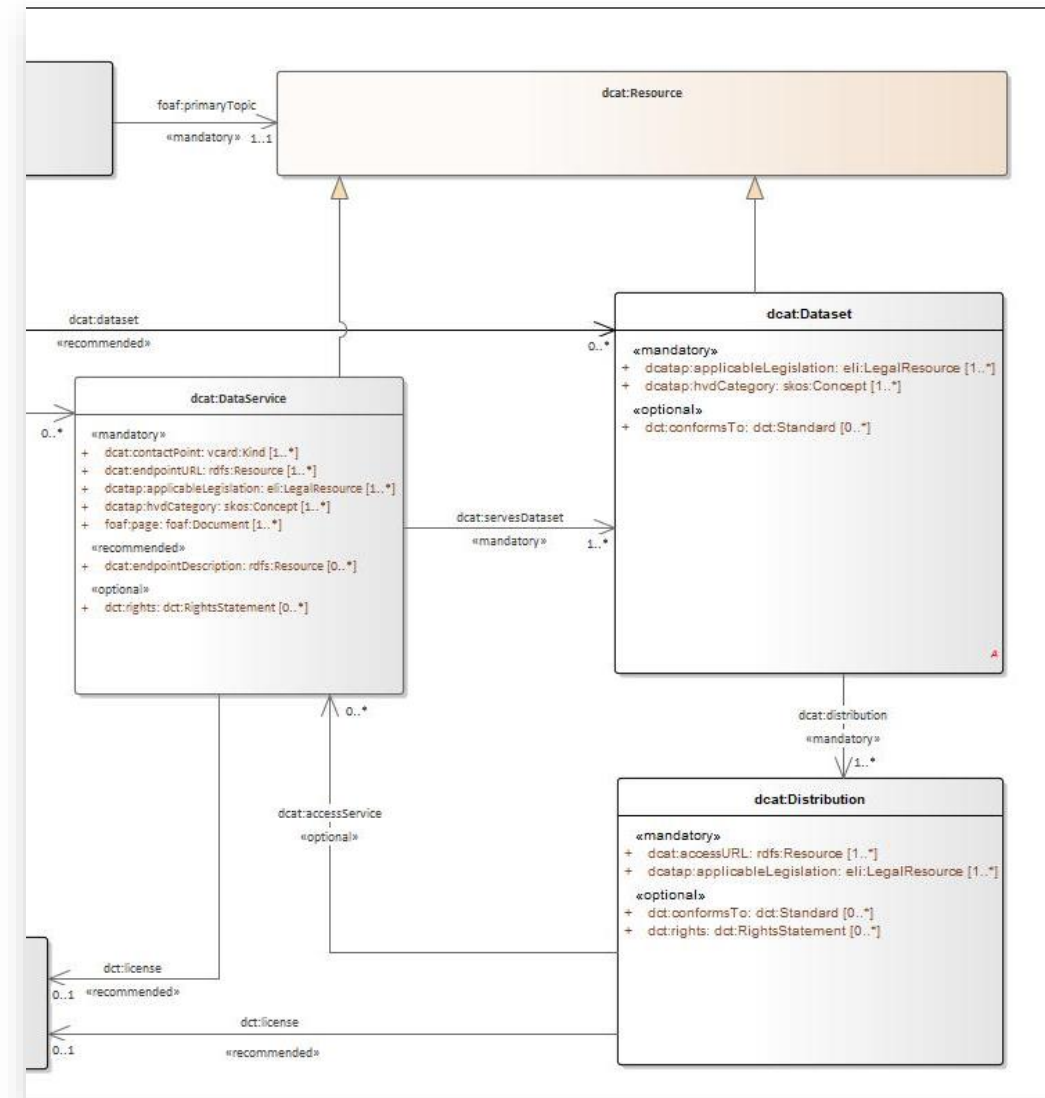 foaf:primaryTopic
«mandatory» 1..1
dcat:Resource
dcat:dataset
«recommended»
0..*
dcat:Dataset
«mandatory»
+ dcatap:applicableLegislation: eli:LegalResource [1..*]
+ dcatap:hvdCategory: skos:Concept [1..*]
«optional»
+ dct:conformsTo: dct:Standard [0..*]
A
0..*
dcat:DataService
«mandatory»
+ dcat:contactPoint: vcard:Kind [1..*]
+ dcat:endpointURL: rdfs:Resource [1..*]
+ dcatap:applicableLegislation: eli:LegalResource [1..*]
+ dcatap:hvdCategory: skos:Concept [1..*]
+ foaf:page: foaf:Document [1..*]
«recommended»
+ dcat:endpointDescription: rdfs:Resource [0..*]
«optional»
+ dct:rights: dct:RightsStatement [0..*]
dcat:servesDataset
«mandatory»
1..*
dcat:distribution
«mandatory»
1..*
0..*
dcat:accessService
«optional»
dcat:Distribution
«mandatory»
+ dcat:accessURL: rdfs:Resource [1..*]
+ dcatap:applicableLegislation: eli:LegalResource [1..*]
«optional»
+ dct:conformsTo: dct:Standard [0..*]
+ dct:rights: dct:RightsStatement [0..*]
dct:license
0..1 «recommended»
dct:license
0..1
«recommended»